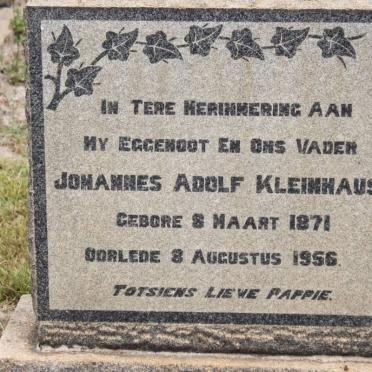 In Tere Herinnering Aan
My Eggenoot En Ons Vader
Johannes Adolf Kleinhaus
Gebore 8 Maart 1871
Oorlede 8 Augustus 1956.
Totsiens Liewe Pappie.